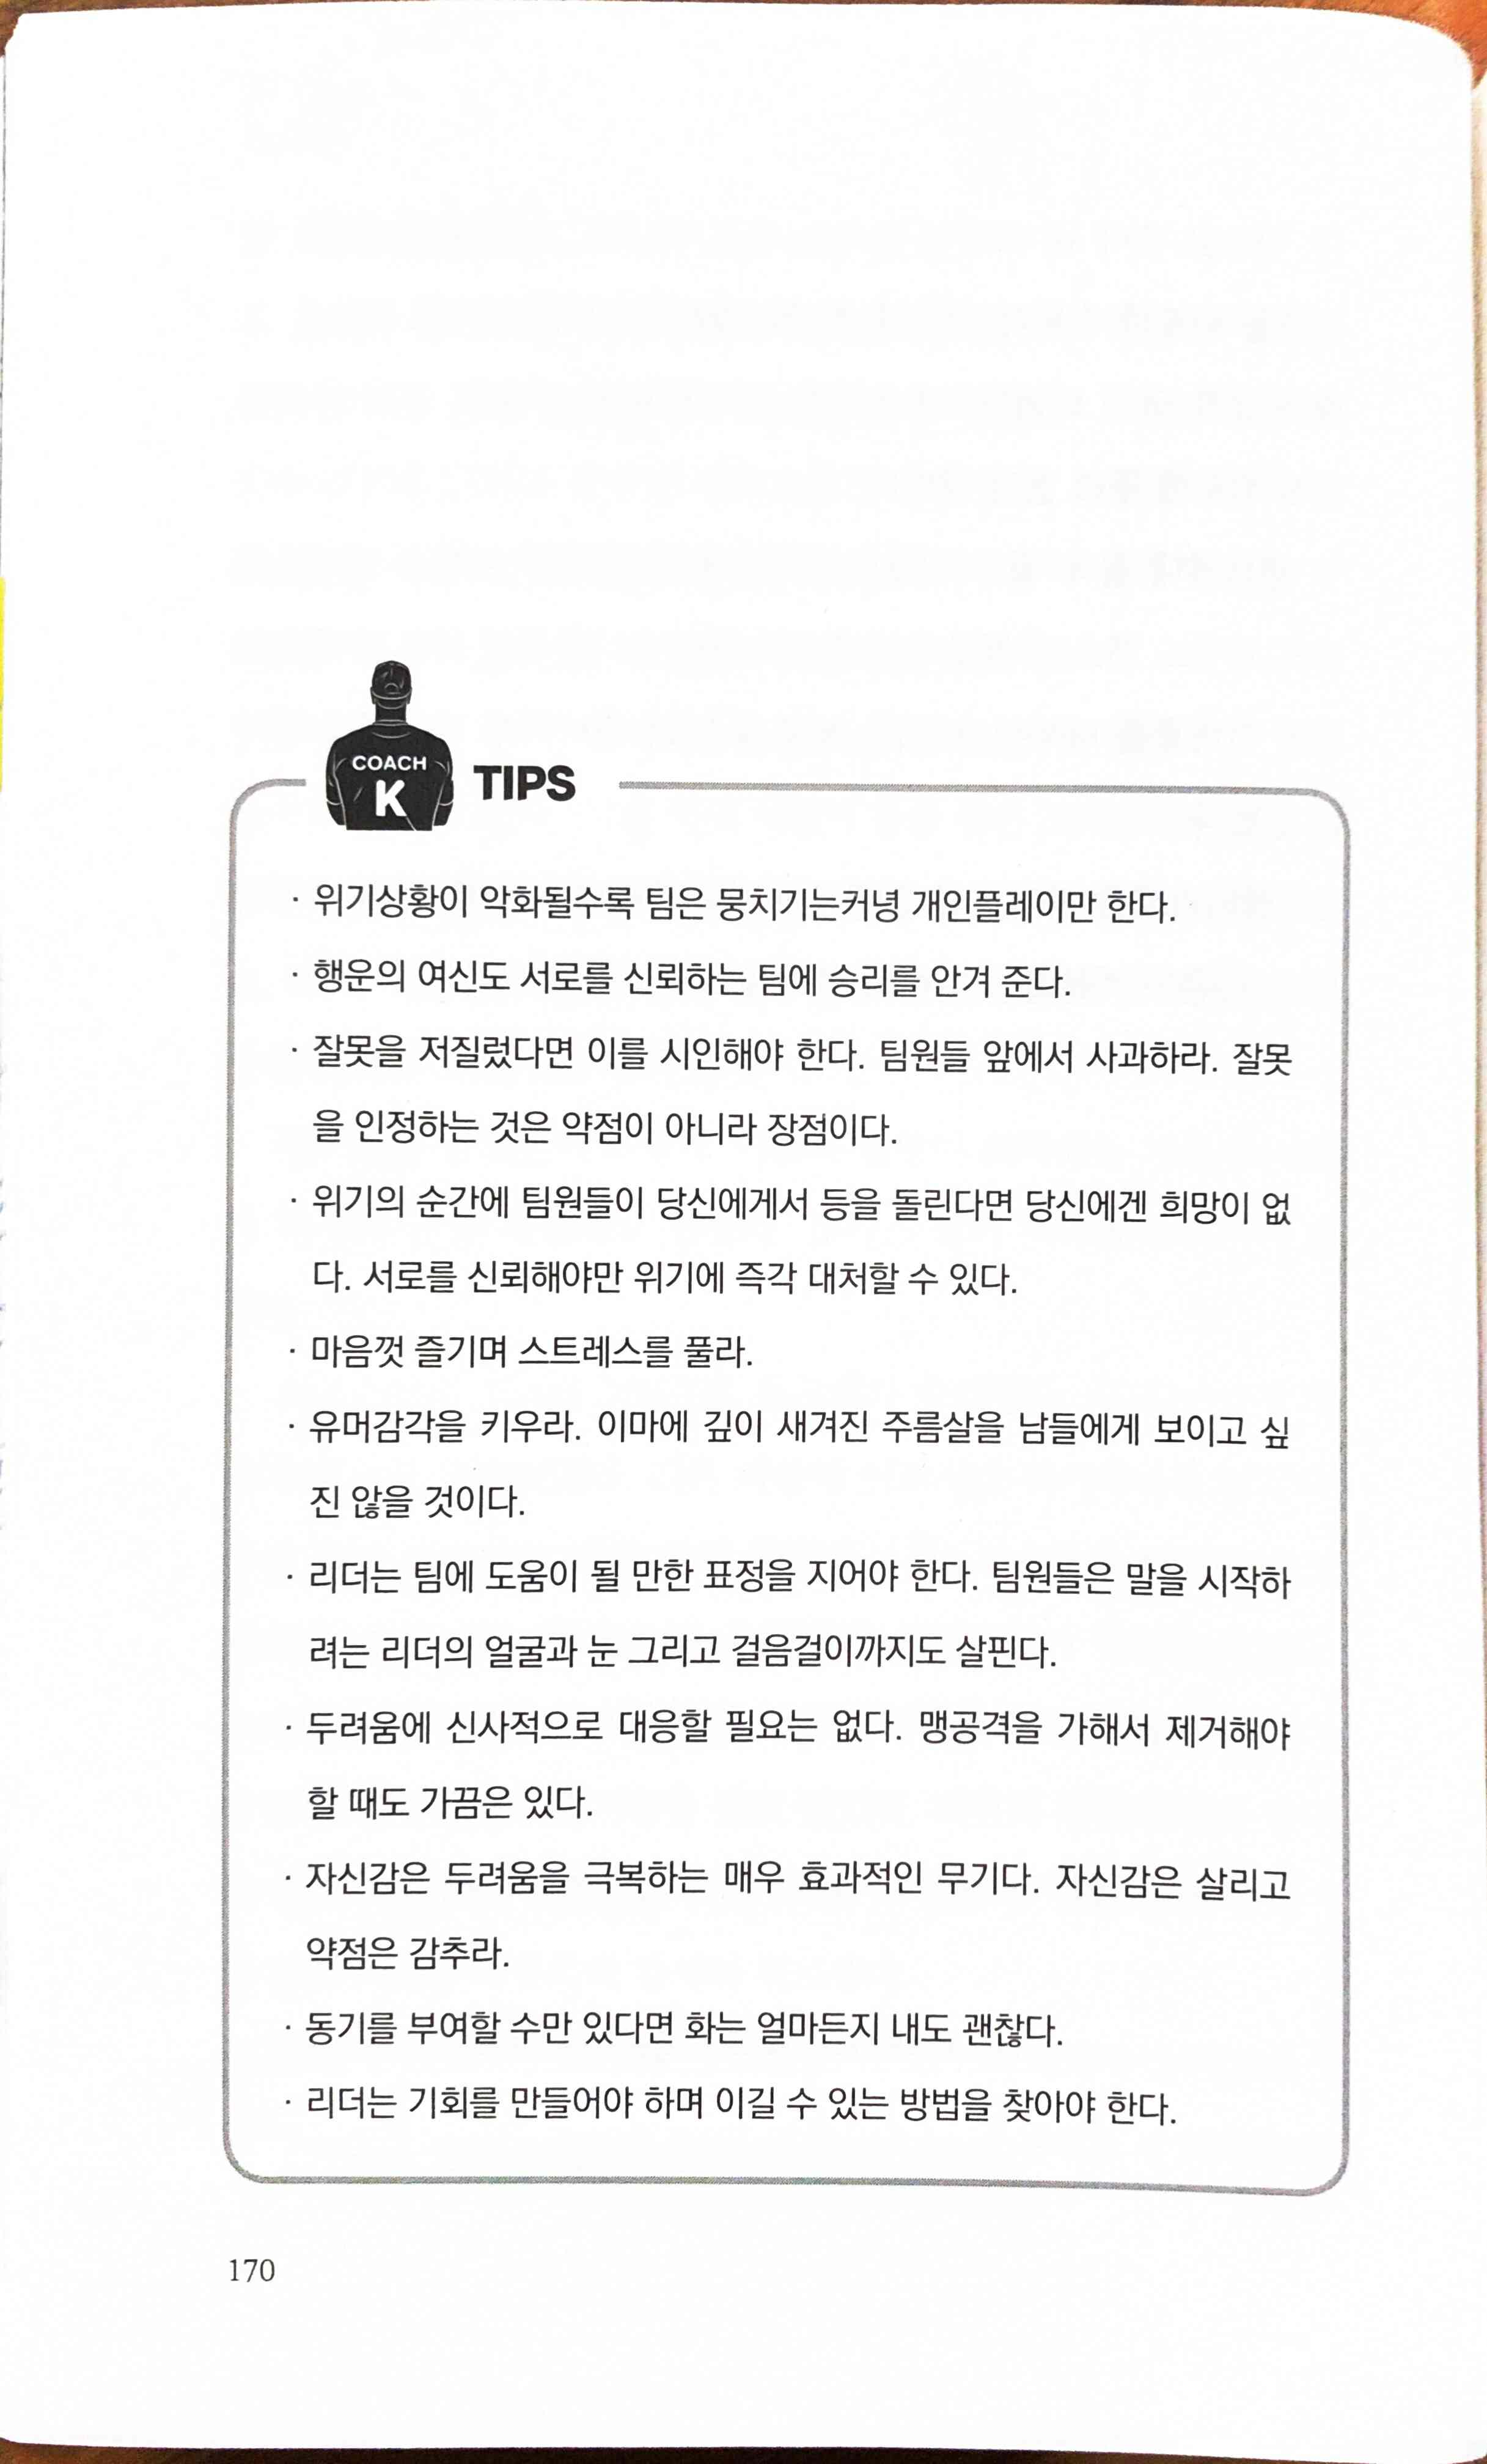 COACH
K
TIPS
· 위기상황이 악화될수록 팀은 뭉치기는커녕 개인플레이만 한다.
· 행운의 여신도 서로를 신뢰하는 팀에 승리를 안겨 준다.
· 잘못을 저질렀다면 이를 시인해야 한다. 팀원들 앞에서 사과하라. 잘못
을 인정하는 것은 약점이 아니라 장점이다.
· 위기의 순간에 팀원들이 당신에게서 등을 돌린다면 당신에겐 희망이 없
다. 서로를 신뢰해야만 위기에 즉각 대처할 수 있다.
· 마음껏 즐기며 스트레스를 풀라.
· 유머감각을 키우라. 이마에 깊이 새겨진 주름살을 남들에게 보이고 싶
진 않을 것이다.
· 리더는 팀에 도움이 될 만한 표정을 지어야 한다. 팀원들은 말을 시작하
려는 리더의 얼굴과 눈 그리고 걸음걸이까지도 살핀다.
· 두려움에 신사적으로 대응할 필요는 없다. 맹공격을 가해서 제거해야
할 때도 가끔은 있다.
· 자신감은 두려움을 극복하는 매우 효과적인 무기다. 자신감은 살리고
약점은 감추라.
· 동기를 부여할 수만 있다면 화는 얼마든지 내도 괜찮다.
· 리더는 기회를 만들어야 하며 이길 수 있는 방법을 찾아야 한다.
170